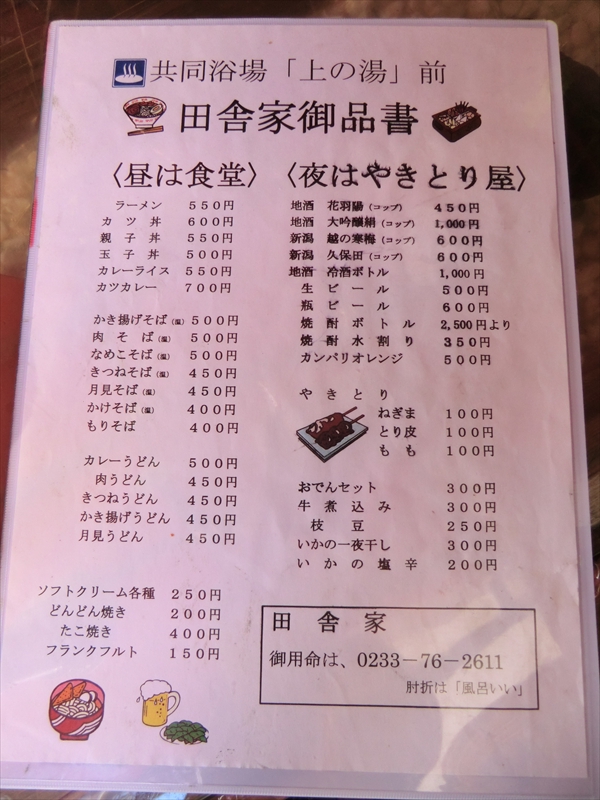 共同浴場「上の湯」前
田舎家御品書
〈昼は食堂〉
ラーメン 550円
カツ丼 600円
親子丼 550円
玉子丼 500円
カレーライス 550円
カツカレー 700円
かき揚げそば(温) 500円
肉そば(温) 500円
なめこそば(温) 500円
きつねそば(温) 450円
月見そば(温) 450円
かけそば(温) 400円
もりそば 400円
カレーうどん 500円
肉うどん 450円
きつねうどん 450円
かき揚げうどん 450円
月見うどん 450円
ソフトクリーム各種 250円
どんどん焼き 200円
たこ焼き 400円
フランクフルト 150円
〈夜はやきとり屋〉
地酒 花羽陽(コップ) 450円
地酒 大吟醸絹(コップ) 1,000円
新潟 越の寒梅(コップ) 600円
新潟 久保田(コップ) 600円
地酒 冷酒ボトル 1,000円
生ビール 500円
瓶ビール 600円
焼酎ボトル 2,500円より
焼酎水割り 350円
カンパリオレンジ 500円
やきとり
ねぎま 100円
とり皮 100円
もも 100円
おでんセット 300円
牛煮込み 300円
枝豆 250円
いかの一夜干し 300円
いかの塩辛 200円
田舎家
御用命は、0233-76-2611
肘折は「風呂いい」